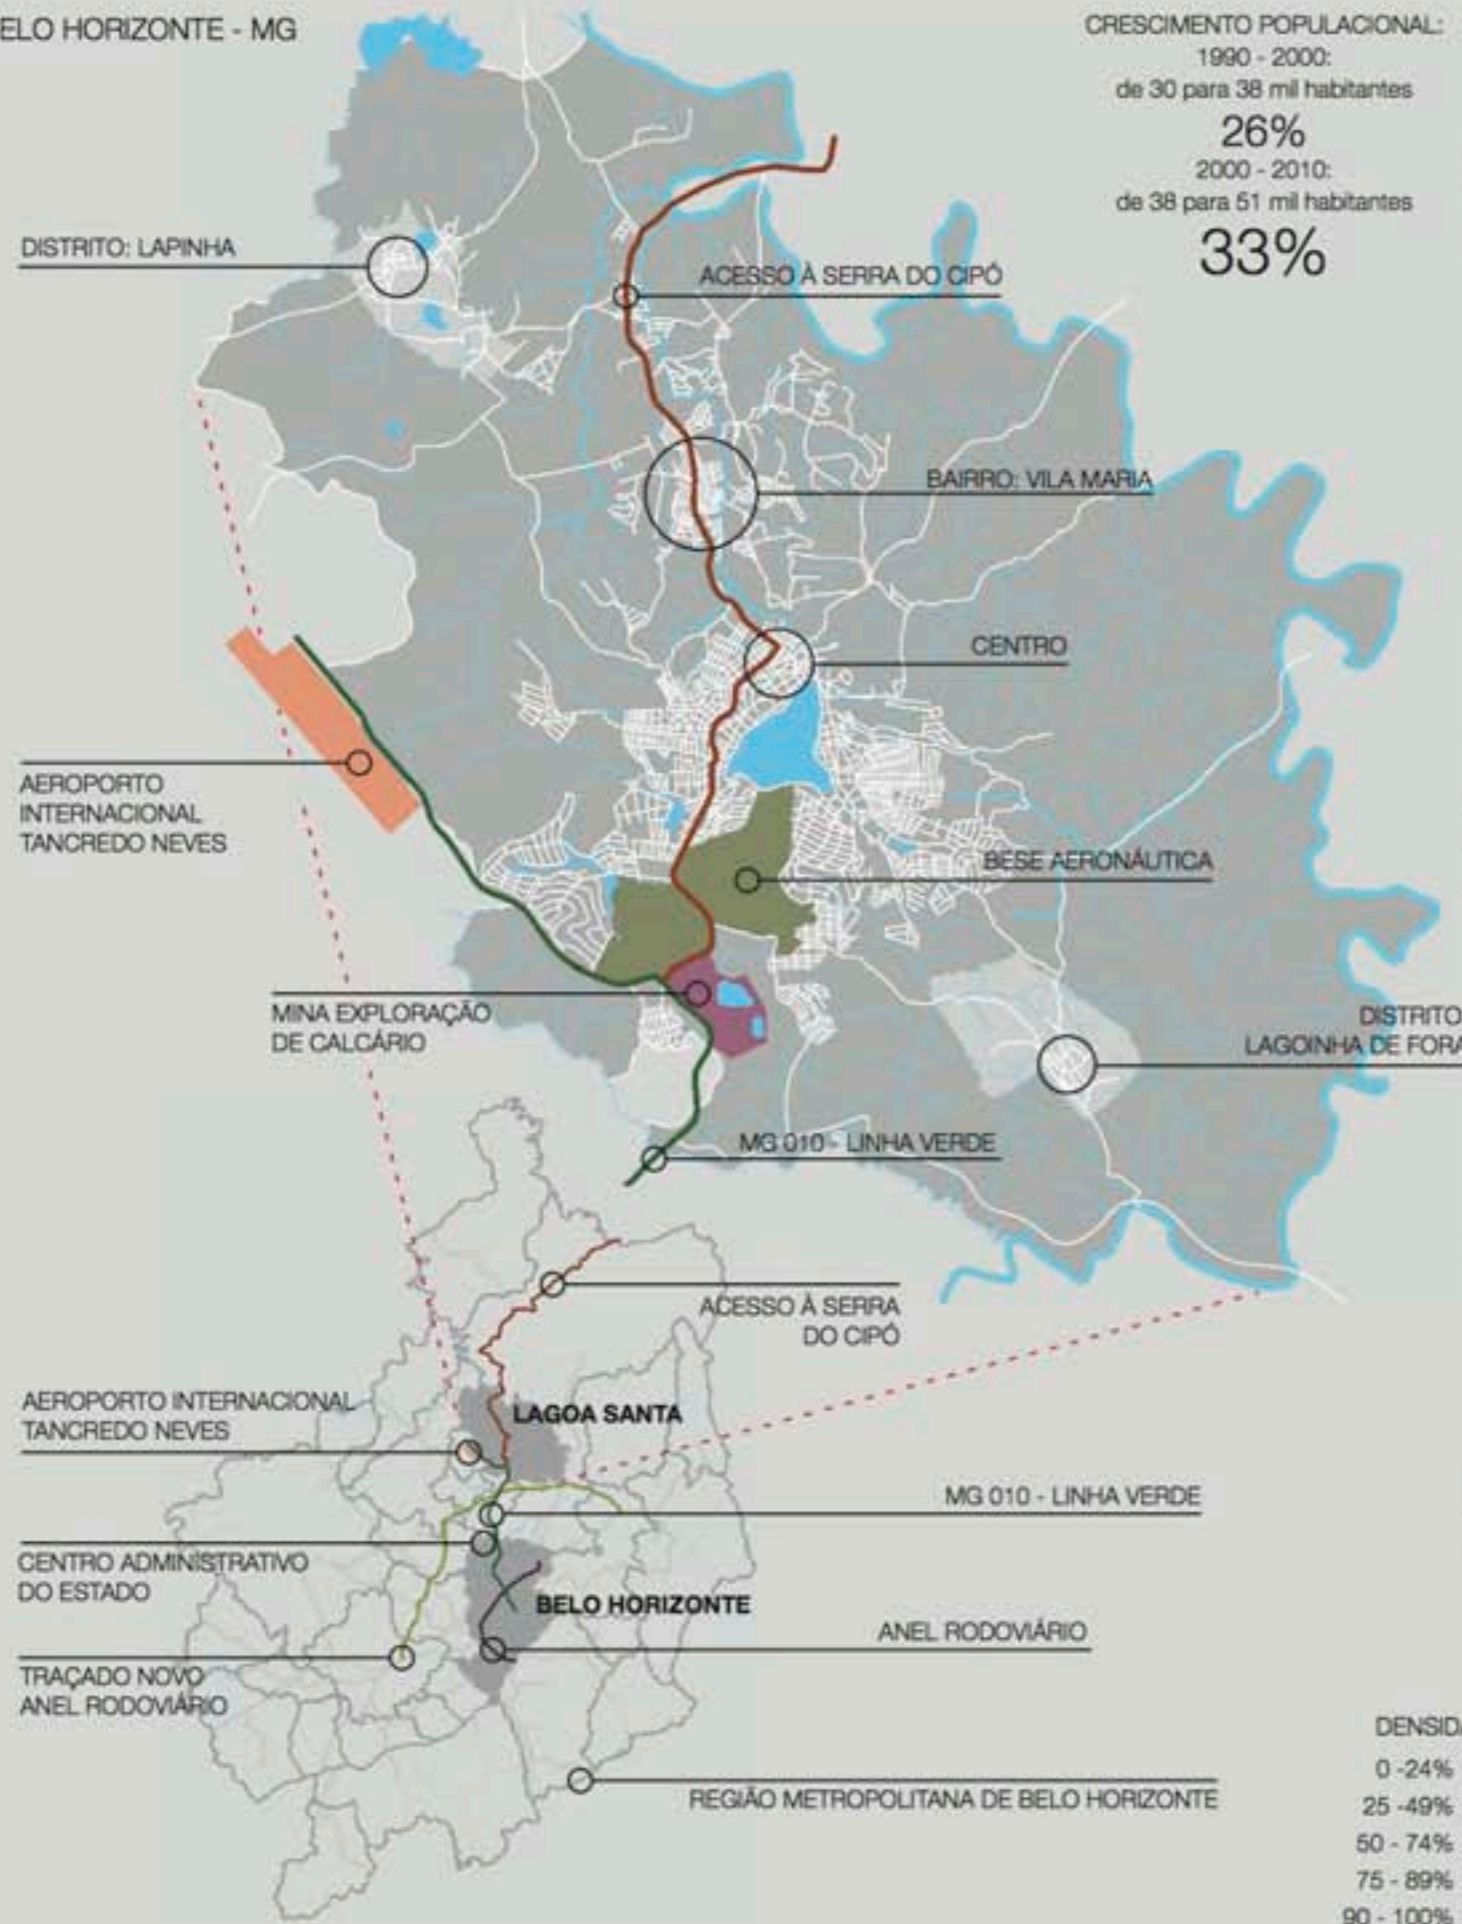 ELO HORIZONTE - MG
CRESCIMENTO POPULACIONAL:
1990 - 2000:
de 30 para 38 mil habitantes
26%
2000 - 2010:
de 38 para 51 mil habitantes
33%
DISTRITO: LAPINHA
ACESSO À SERRA DO CIPÓ
BAIRRO: VILA MARIA
CENTRO
AEROPORTO
INTERNACIONAL
TANCREDO NEVES
BESE AERONÁUTICA
MINA EXPLORAÇÃO
DE CALCÁRIO
DISTRITO
LAGOINHA DE FORA
MG 010 - LINHA VERDE
ACESSO À SERRA
DO CIPÓ
AEROPORTO INTERNACIONAL
TANCREDO NEVES
LAGOA SANTA
MG 010 - LINHA VERDE
CENTRO ADMINISTRATIVO
DO ESTADO
BELO HORIZONTE
ANEL RODOVIÁRIO
TRAÇADO NOVO
ANEL RODOVIÁRIO
REGIÃO METROPOLITANA DE BELO HORIZONTE
DENSID
0 -24%
25 -49%
50 - 74%
75 - 89%
90 - 100%